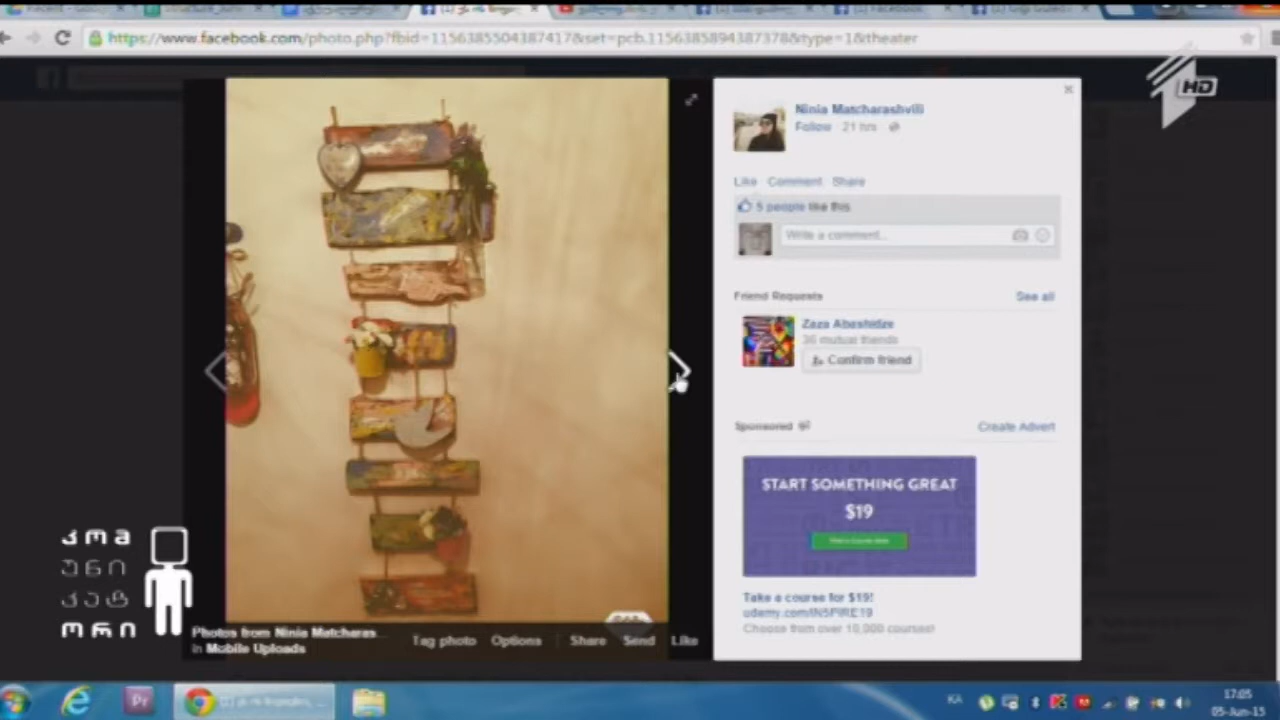 https://www.facebook.com/photo.php?fbid=1156385504387417&set=pcb.1156385894387378&type=1&theater
HD
Ninia Matcharashvili
Follow 21 hrs
Like Comment Share
5 people like this
Write a comment...
Friend Requests See all
Zaza Abashidze
36 mutual friends
Confirm friend
Sponsored Create Advert
START SOMETHING GREAT
$19
Take a course for $19!
udemy.com/INSPIRE19
Choose from over 10,000 courses!
კომ
უნი
კატ
ორი
Photos from Ninia Matcharas...
in Mobile Uploads
Tag photo Options Share Send Like
Pr
KA
17:05
05-Jun-15